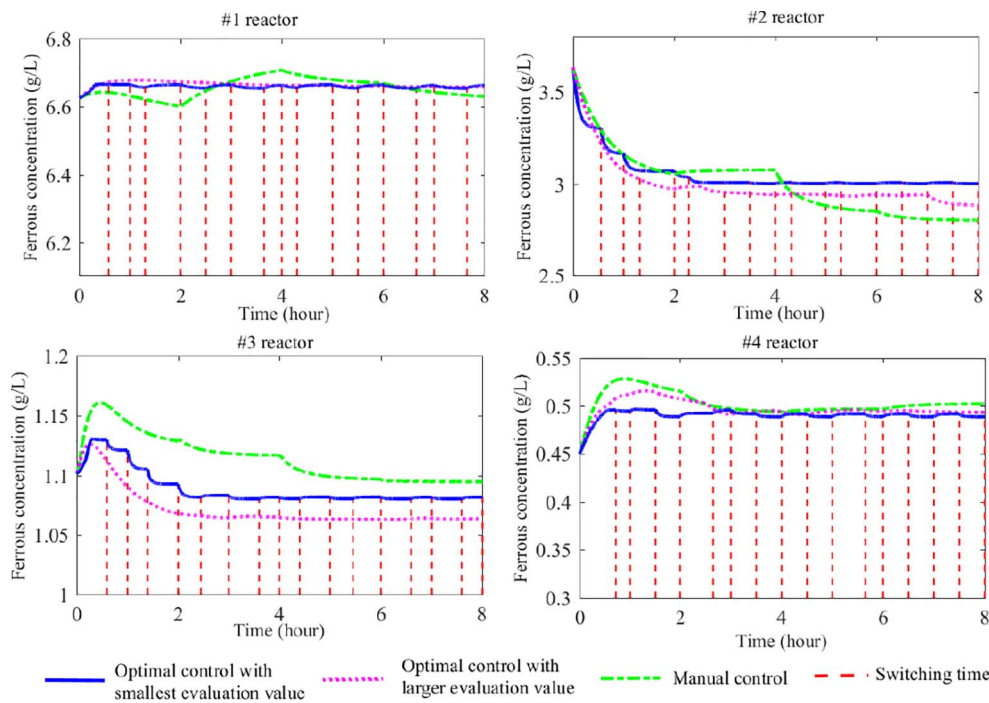 #1 reactor
Ferrous concentration (g/L)
6.8
6.6
6.4
6.2
0
2
4
6
8
Time (hour)
#2 reactor
Ferrous concentration (g/L)
3.5
3
2.5
0
2
4
6
8
Time (hour)
#3 reactor
Ferrous concentration (g/L)
1.2
1.15
1.1
1.05
1
0
2
4
6
8
Time (hour)
#4 reactor
Ferrous concentration (g/L)
0.55
0.5
0.45
0.4
0.35
0.3
0
2
4
6
8
Time (hour)
Optimal control with
smallest evaluation value
Optimal control with
larger evaluation value
Manual control
Switching time